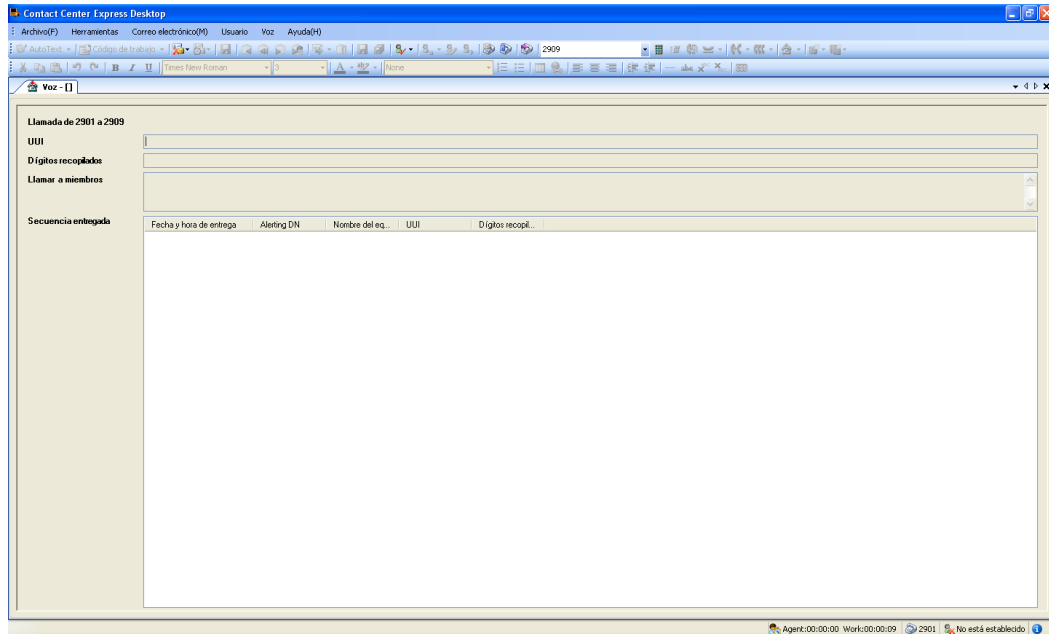 Contact Center Express Desktop
Archivo(F) Herramientas Correo electrónico(M) Usuario Voz Ayuda(H)
AutoText Código de trabajo 2909
B I U Times New Roman 3 A None
Voz - []
Llamada de 2901 a 2909
UUI
Dígitos recopilados
Llamar a miembros
Secuencia entregada
Fecha y hora de entrega Alerting DN Nombre del eq... UUI Dígitos recopil...
Agent:00:00:00 Work:00:00:09 2901 No está establecido